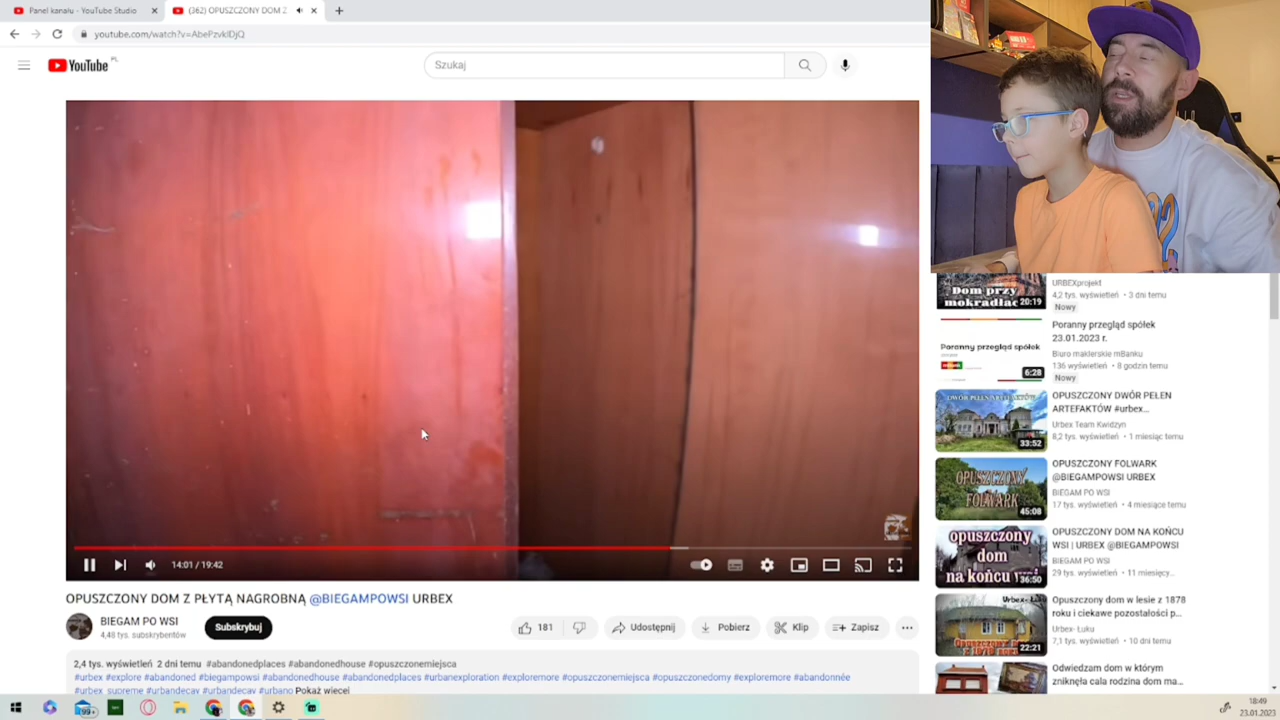 Panel kanału - YouTube Studio
(362) OPUSZCZONY DOM Z
youtube.com/watch?v=AbePzvkIDjQ
YouTube PL
Szukaj
14:01 / 19:42
OPUSZCZONY DOM Z PŁYTĄ NAGROBNĄ @BIEGAMPOWSI URBEX
BIEGAM PO WSI
4,48 tys. subskrybentów
Subskrybuj
181
Udostępnij
Pobierz
Klip
Zapisz
2,4 tys. wyświetleń 2 dni temu #abandonedplaces #abandonedhouse #opuszczonemiejsca
#urbex #explore #abandoned #biegampowsi #abandonedhouse #abandonedplaces #urbanexploration #exploremore #opuszczonemiejsca #opuszczonedomy #exploremore #abandonnée
#urbex_supreme #urbandecay #urbano Pokaż więcej
Dom przy
mokradłac
20:19
URBEXprojekt
4,2 tys. wyświetleń • 3 dni temu
Nowy
Poranny przegląd spółek
6:28
Poranny przegląd spółek
23.01.2023 r.
Biuro maklerskie mBanku
136 wyświetleń • 8 godzin temu
Nowy
DWÓR PEŁEN ARTEFAKTÓW
33:52
OPUSZCZONY DWÓR PEŁEN
ARTEFAKTÓW #urbex...
Urbex Team Kwidzyn
8,2 tys. wyświetleń • 1 miesiąc temu
OPUSZCZONY
FOLWARK
45:08
OPUSZCZONY FOLWARK
@BIEGAMPOWSI URBEX
BIEGAM PO WSI
17 tys. wyświetleń • 4 miesiące temu
opuszczony
dom
na końcu
36:50
OPUSZCZONY DOM NA KOŃCU
WSI | URBEX @BIEGAMPOWSI
BIEGAM PO WSI
29 tys. wyświetleń • 11 miesięcy...
Urbex- Łuku
22:21
Opuszczony dom w lesie z 1878
roku i ciekawe pozostałości p...
Urbex- Łuku
7,1 tys. wyświetleń • 10 dni temu
Odwiedzam dom w którym
zniknęła cała rodzina dom ma...
99+
18:49
23.01.2023